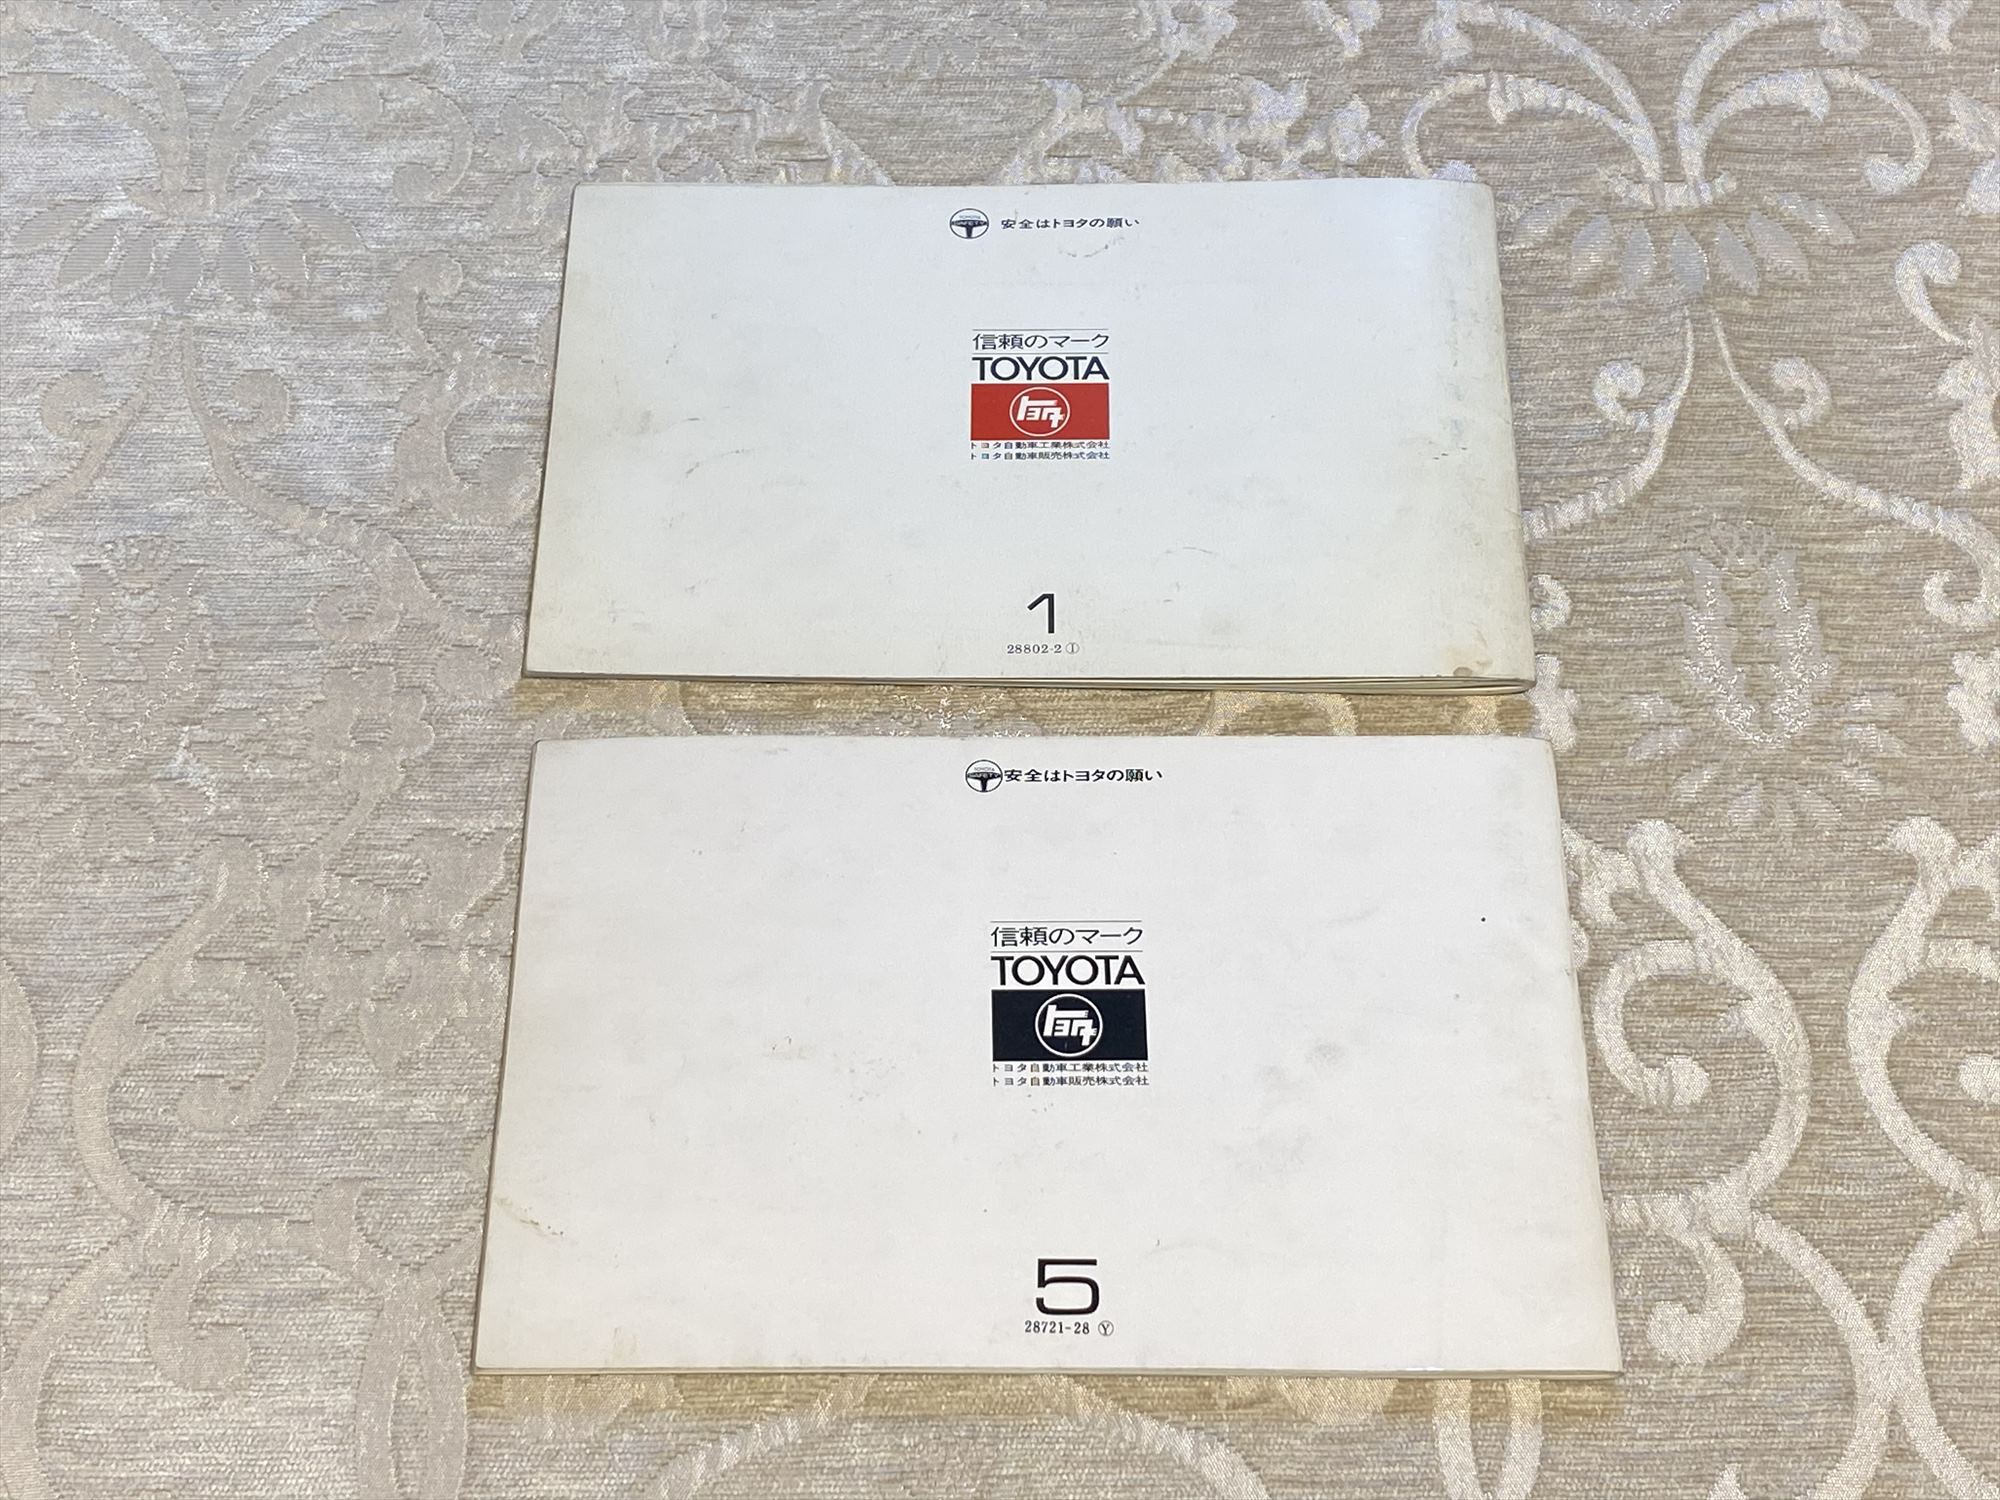 TOYOTA
SAFETY
安全はトヨタの願い
信頼のマーク
TOYOTA
トヨタ
トヨタ自動車工業株式会社
トヨタ自動車販売株式会社
1
28802-2 Ⓘ
TOYOTA
SAFETY
安全はトヨタの願い
信頼のマーク
TOYOTA
トヨタ
トヨタ自動車工業株式会社
トヨタ自動車販売株式会社
5
28721-28 Ⓨ